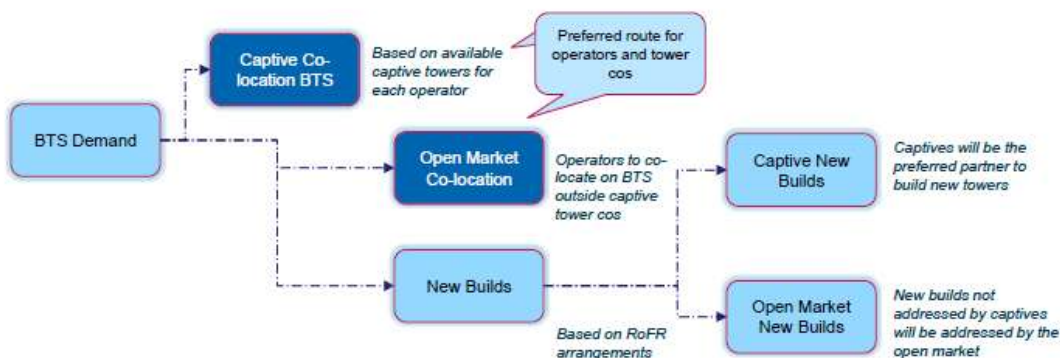 Captive Co-
location BTS
Based on available
captive towers for
each operator
Preferred route for
operators and tower
cos
BTS Demand
Open Market
Co-location
Operators to co-
locate on BTS
outside captive
tower cos
Captive New
Builds
Captives will be the
preferred partner to
build new towers
New Builds
Based on RoFR
arrangements
Open Market
New Builds
New builds not
addressed by captives
will be addressed by the
open market